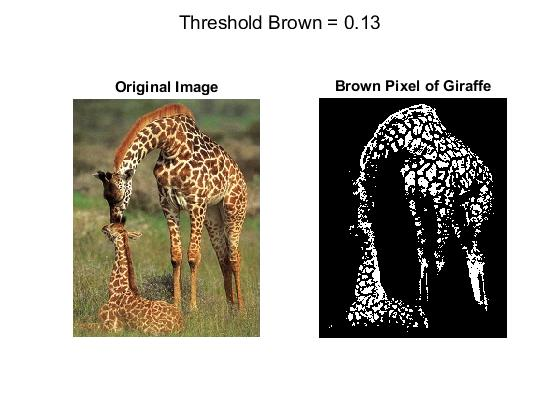 Threshold Brown = 0.13
Original Image
Brown Pixel of Giraffe